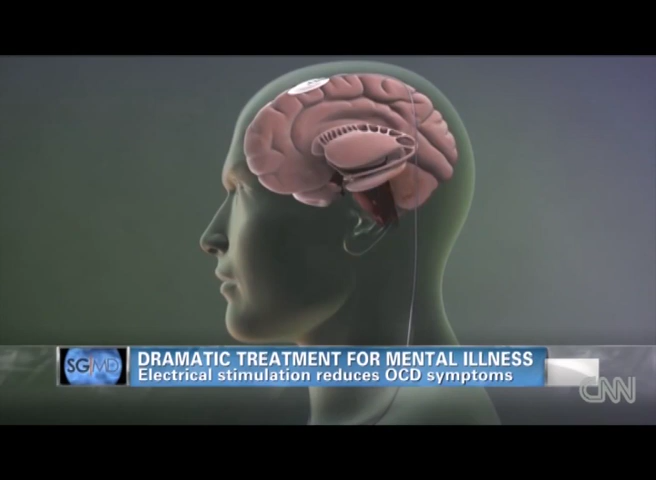 SGMD
DRAMATIC TREATMENT FOR MENTAL ILLNESS
Electrical stimulation reduces OCD symptoms
CNN